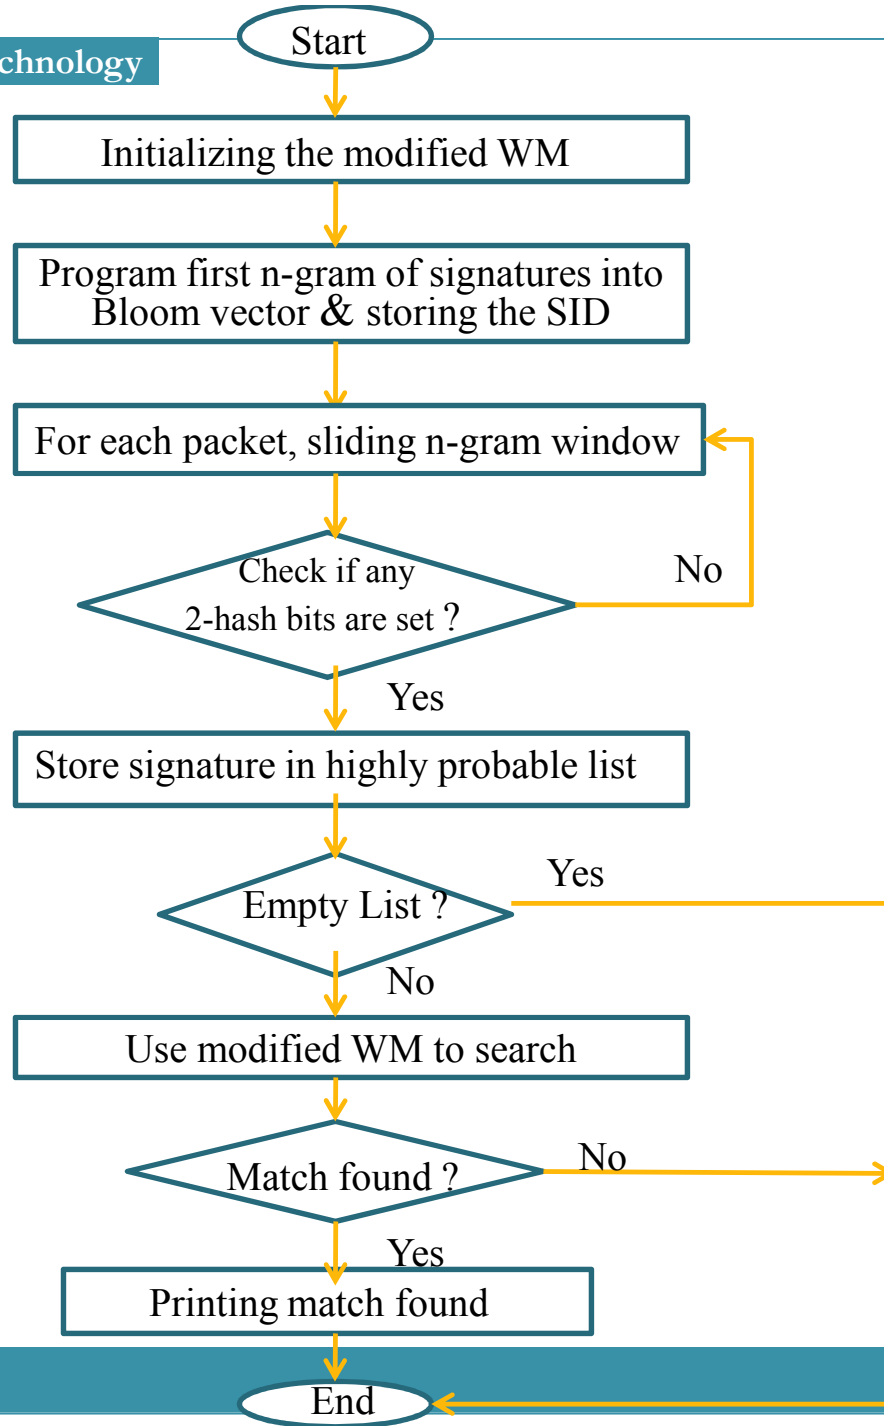 Start
chnology
Initializing the modified WM
Program first n-gram of signatures into
Bloom vector & storing the SID
For each packet, sliding n-gram window
Check if any
2-hash bits are set ?
No
Yes
Store signature in highly probable list
Empty List ?
Yes
No
Use modified WM to search
Match found ?
No
Yes
Printing match found
End